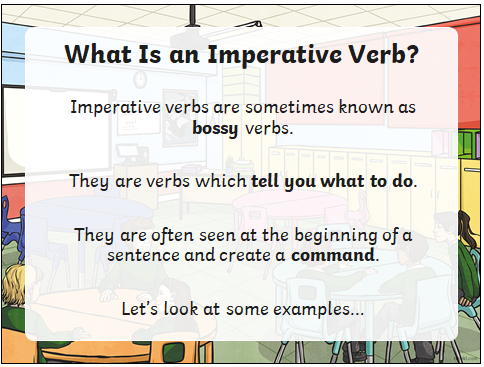 What Is an Imperative Verb?
Imperative verbs are sometimes known as
bossy verbs.
They are verbs which tell you what to do.
They are often seen at the beginning of a
sentence and create a command.
Let's look at some examples...